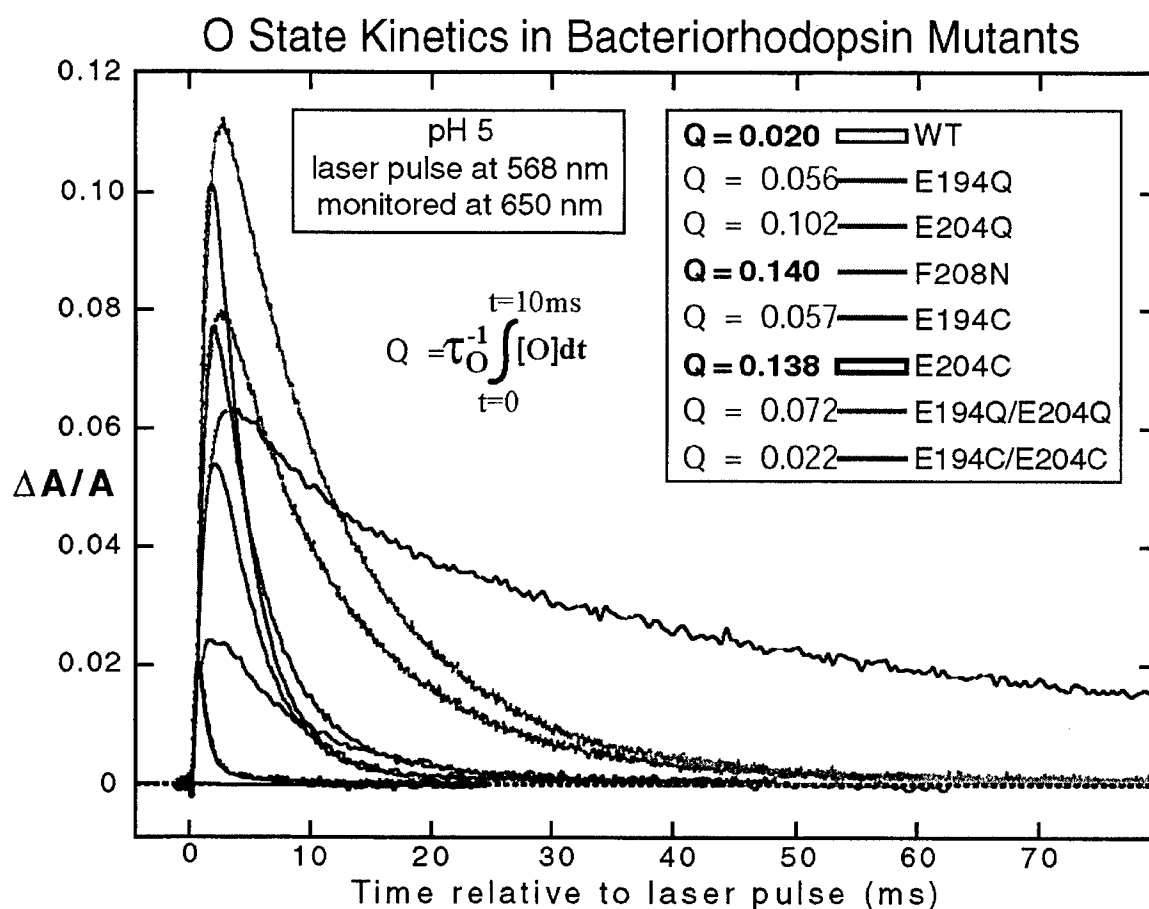 O State Kinetics in Bacteriorhodopsin Mutants
0.12
0.10
0.08
0.06
ΔA/A
0.04
0.02
0
pH 5
laser pulse at 568 nm
monitored at 650 nm
t=10ms
Q = τ_O^-1 ∫[O]dt
t=0
Q=0.020 WT
Q = 0.056 E194Q
Q = 0.102 E204Q
Q=0.140 F208N
Q = 0.057 E194C
Q=0.138 E204C
Q = 0.072 E194Q/E204Q
Q = 0.022 E194C/E204C
0 10 20 30 40 50 60 70
Time relative to laser pulse (ms)